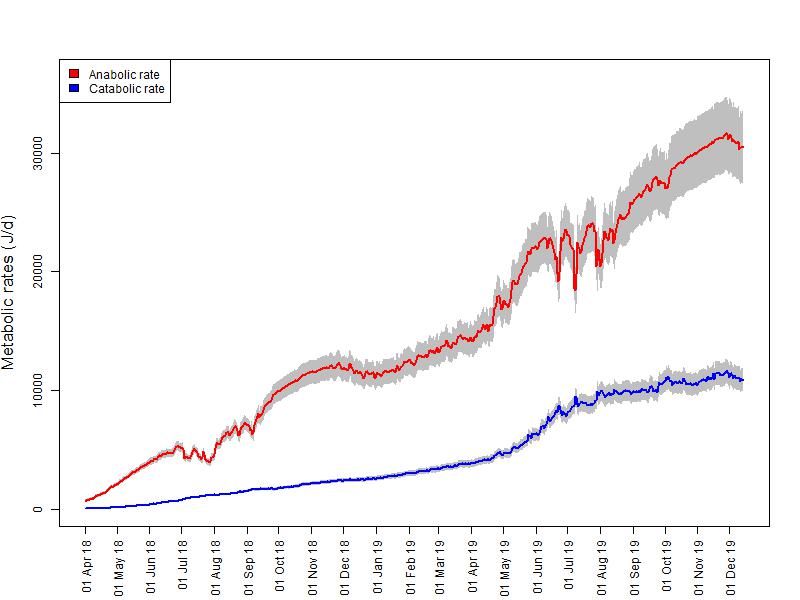 Anabolic rate
Catabolic rate
Metabolic rates (J/d)
30000
20000
10000
0
01 Apr 18
01 May 18
01 Jun 18
01 Jul 18
01 Aug 18
01 Sep 18
01 Oct 18
01 Nov 18
01 Dec 18
01 Jan 19
01 Feb 19
01 Mar 19
01 Apr 19
01 May 19
01 Jun 19
01 Jul 19
01 Aug 19
01 Sep 19
01 Oct 19
01 Nov 19
01 Dec 19